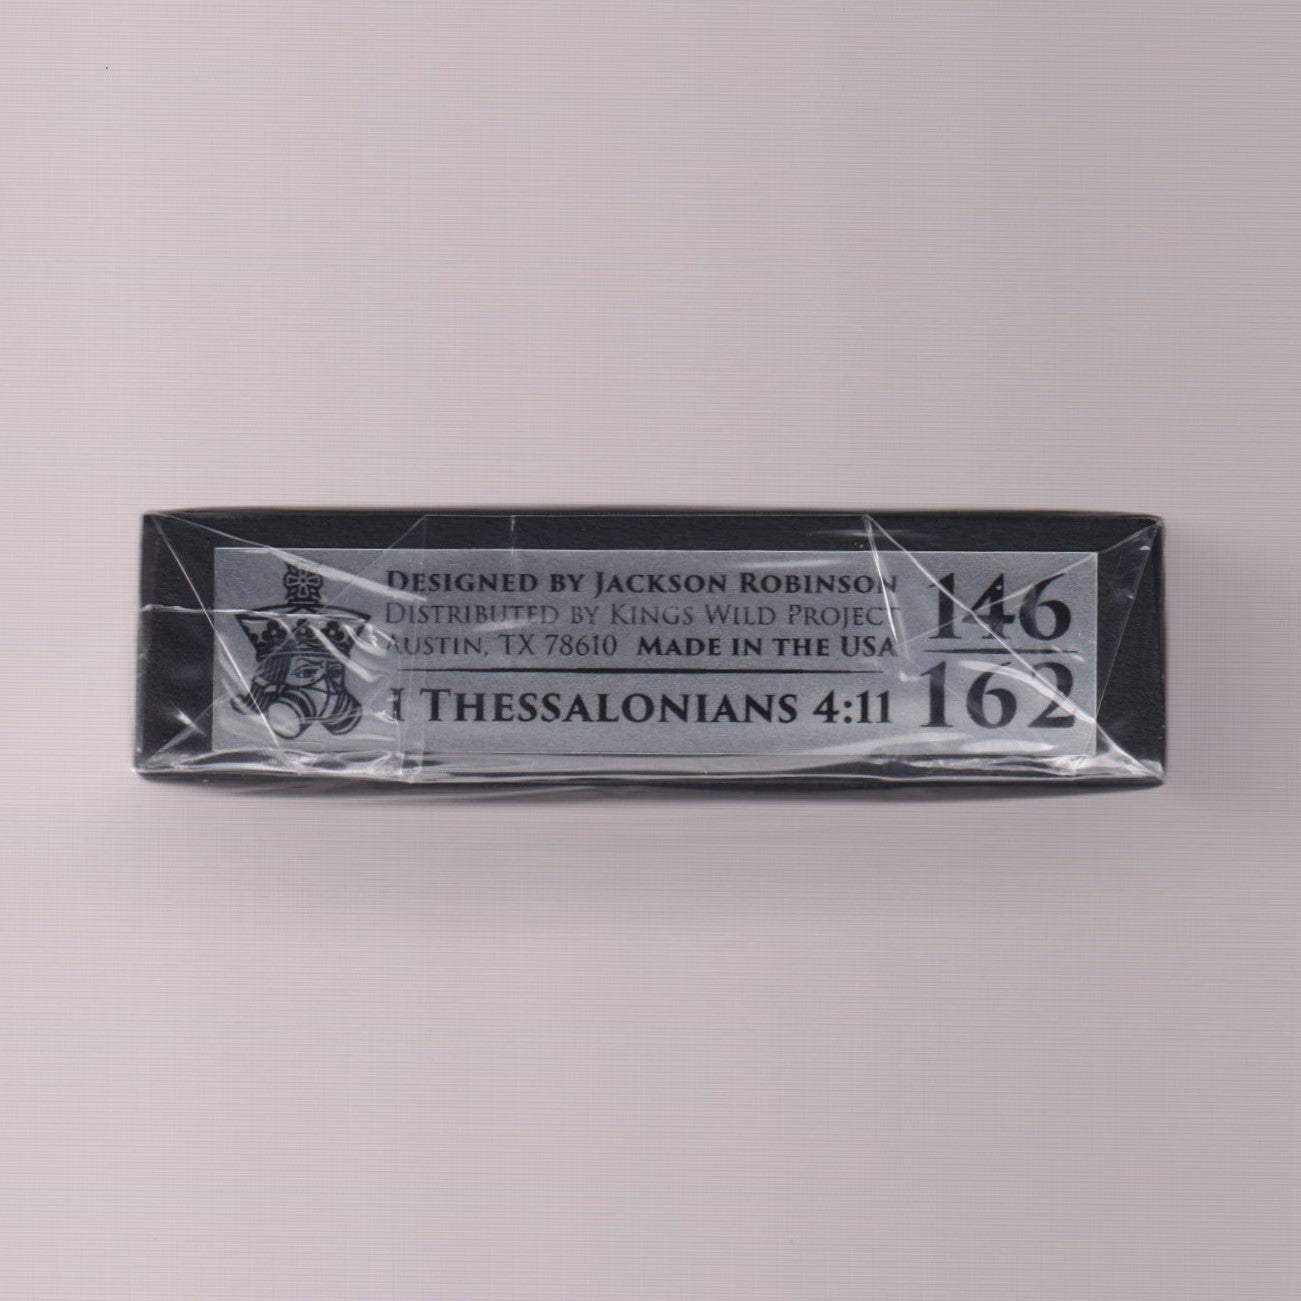 Designed by Jackson Robinson
Distributed by Kings Wild Project
Austin, TX 78610 Made in the USA
I Thessalonians 4:11
146
162